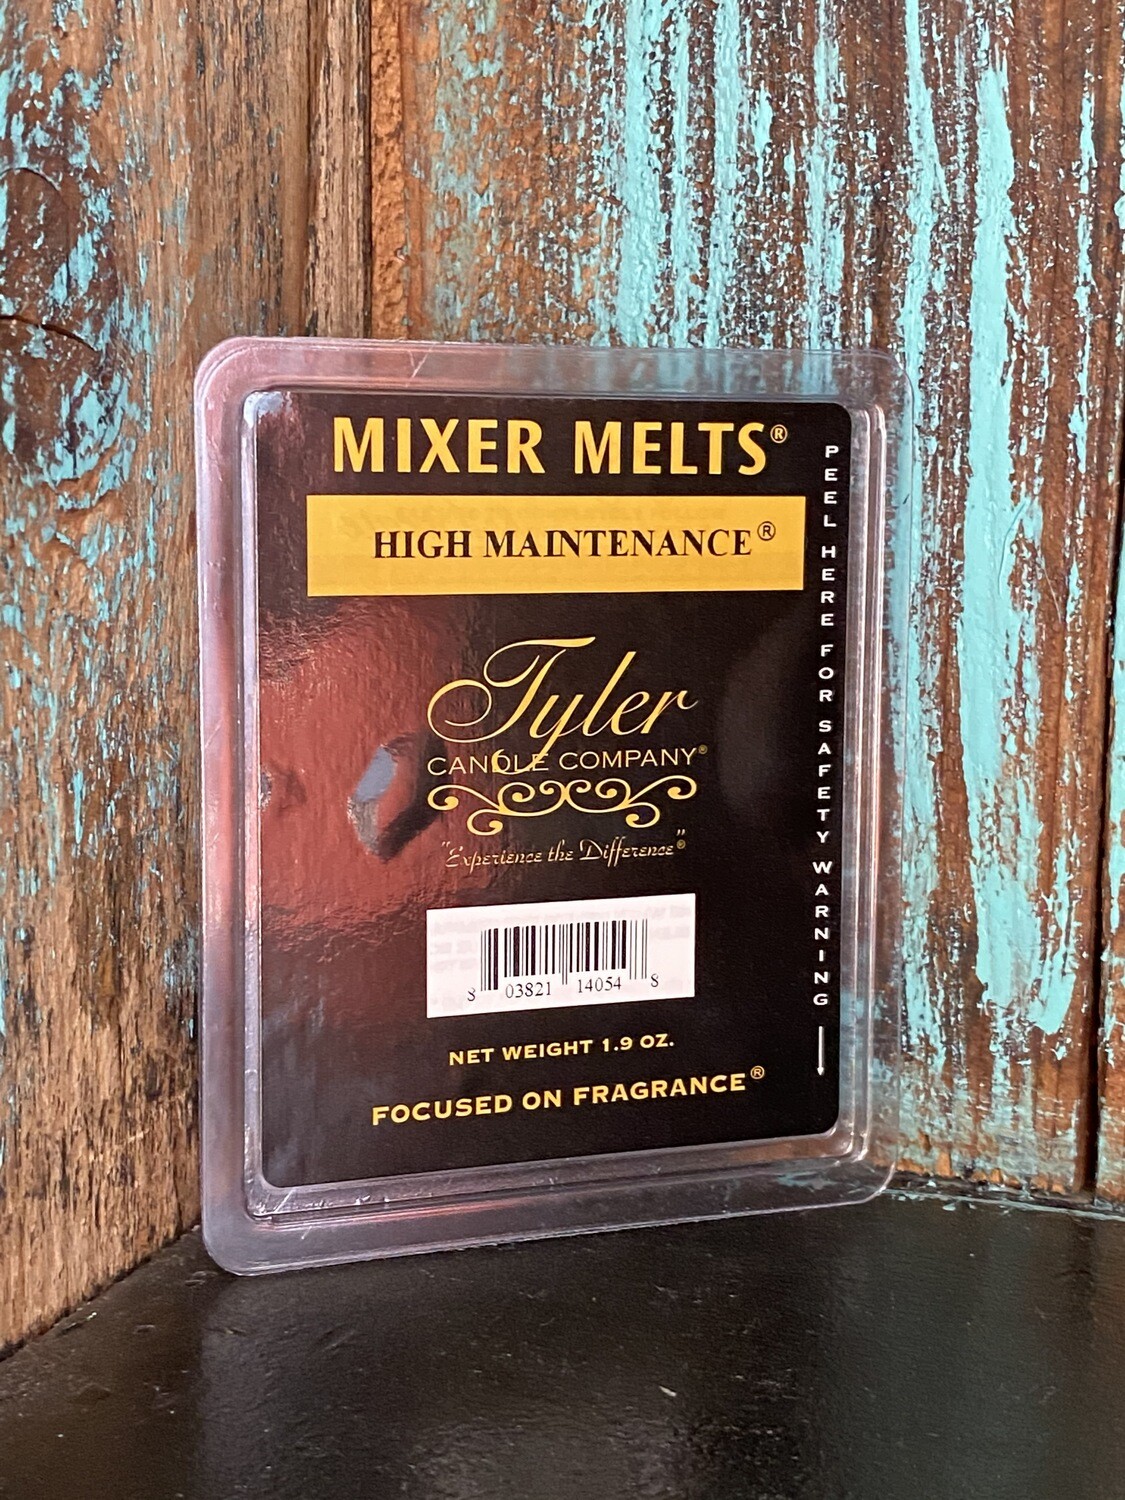 MIXER MELTS®
HIGH MAINTENANCE®
Tyler
CANDLE COMPANY®
"Experience the Difference"®
8 03821 14054 8
NET WEIGHT 1.9 OZ.
FOCUSED ON FRAGRANCE®
PEEL HERE FOR SAFETY WARNING